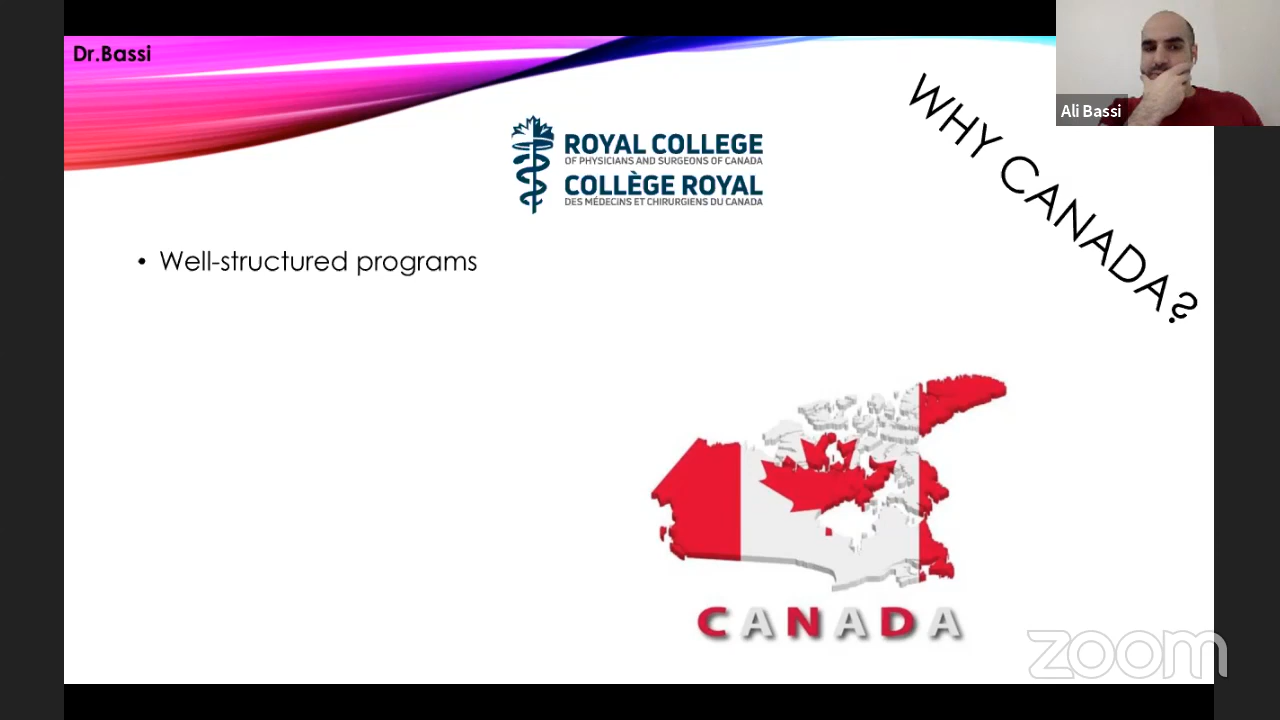 Dr.Bassi
Ali Bassi
WHY CANADA?
ROYAL COLLEGE
OF PHYSICIANS AND SURGEONS OF CANADA
COLLÈGE ROYAL
DES MÉDECINS ET CHIRURGIENS DU CANADA
• Well-structured programs
CANADA
zoom